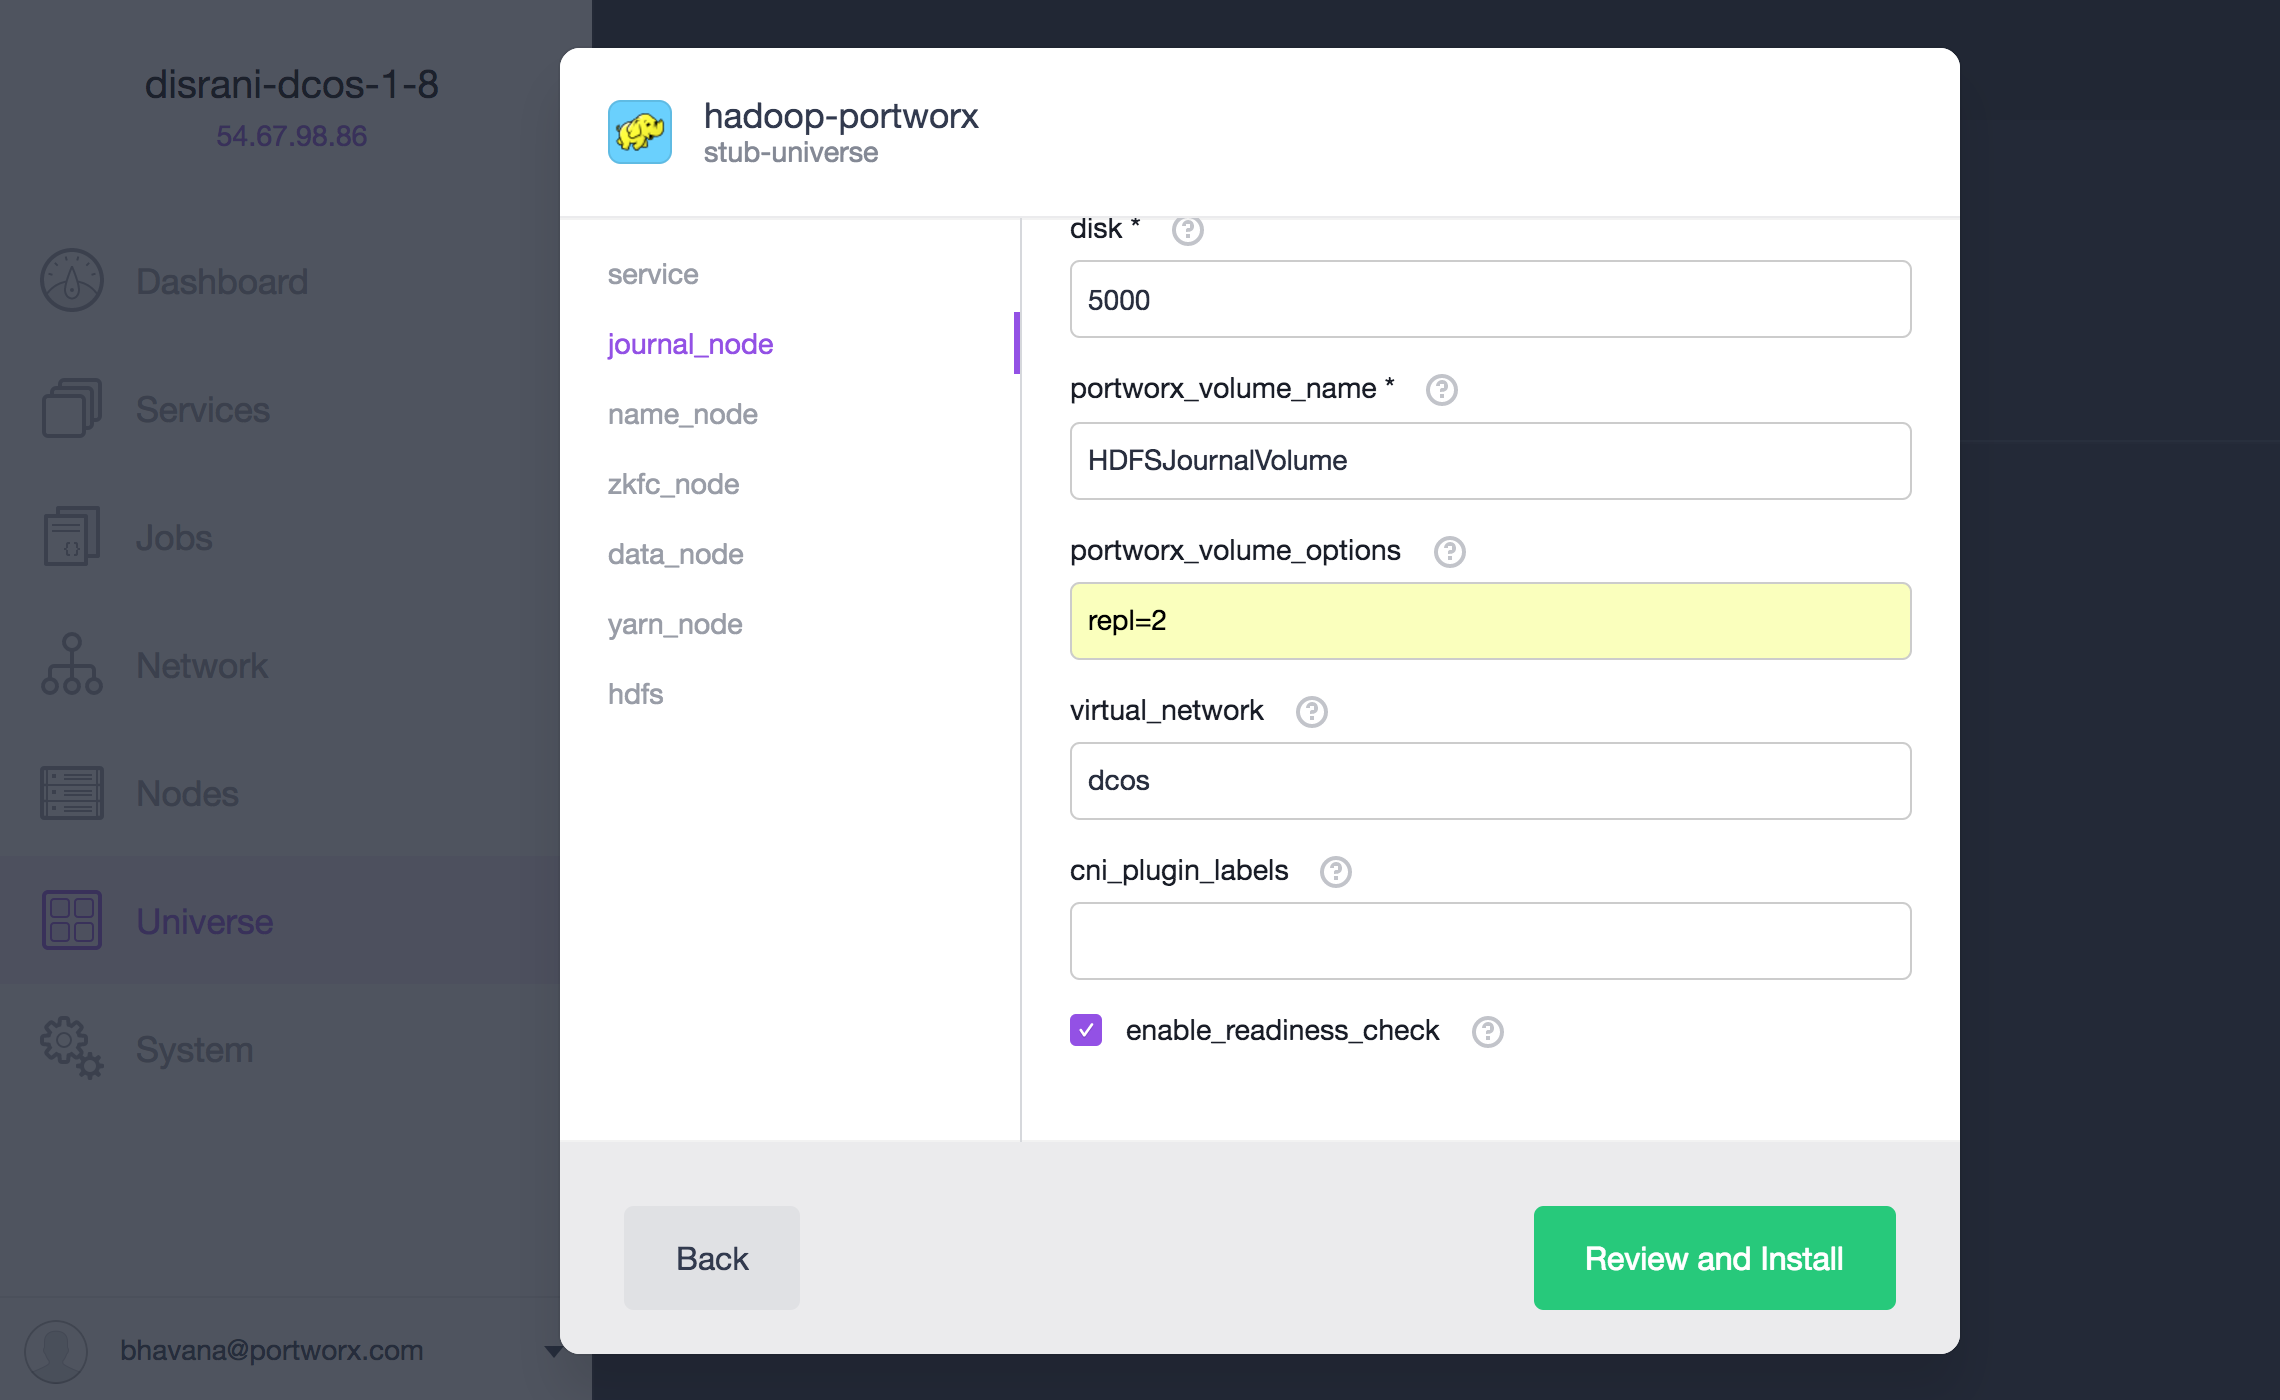 disrani-dcos-1-8
54.67.98.86
Dashboard
Services
Jobs
Network
Nodes
Universe
System
bhavana@portworx.com
hadoop-portworx
stub-universe
service
journal_node
name_node
zkfc_node
data_node
yarn_node
hdfs
disk *
5000
portworx_volume_name *
HDFSJournalVolume
portworx_volume_options
repl=2
virtual_network
dcos
cni_plugin_labels
enable_readiness_check
Back
Review and Install